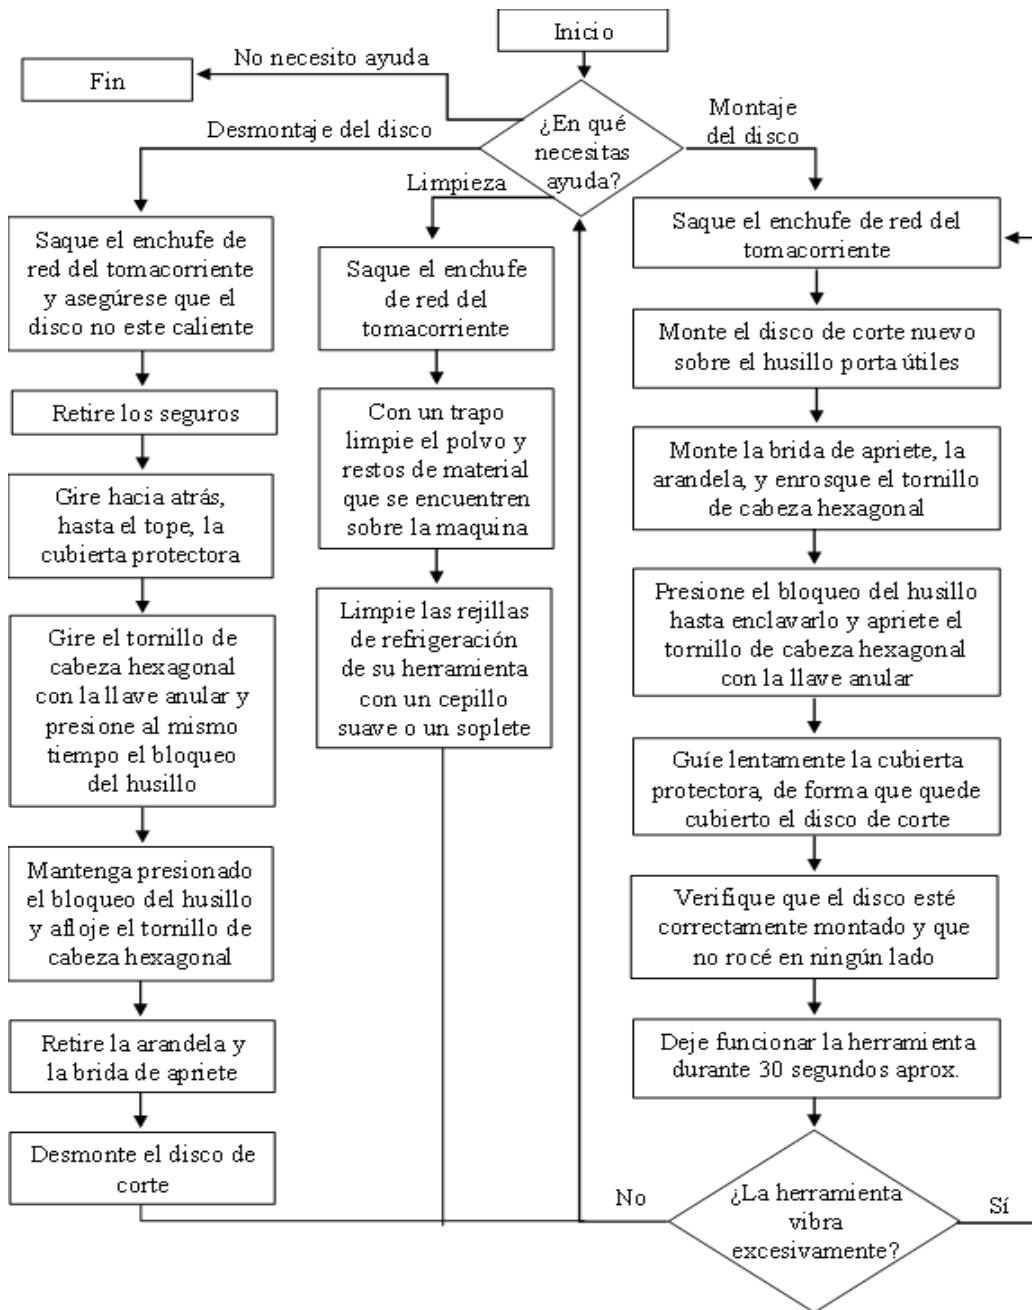 Inicio
No necesito ayuda
Fin
Desmontaje del disco
¿En qué
necesitas
ayuda?
Montaje
del disco
Limpieza
Saque el enchufe de
red del tomacorriente
y asegúrese que el
disco no este caliente
Retire los seguros
Gire hacia atrás,
hasta el tope, la
cubierta protectora
Gire el tornillo de
cabeza hexagonal
con la llave anular y
presione al mismo
tiempo el bloqueo
del husillo
Mantenga presionado
el bloqueo del husillo
y afloje el tornillo de
cabeza hexagonal
Retire la arandela y
la brida de apriete
Desmonte el disco de
corte
Saque el enchufe
de red del
tomacorriente
Con un trapo
limpie el polvo y
restos de material
que se encuentren
sobre la maquina
Limpie las rejillas
de refrigeración
de su herramienta
con un cepillo
suave o un soplete
Saque el enchufe de red del
tomacorriente
Monte el disco de corte nuevo
sobre el husillo porta útiles
Monte la brida de apriete, la
arandela, y enrosque el tornillo
de cabeza hexagonal
Presione el bloqueo del husillo
hasta enclavarlo y apriete el
tornillo de cabeza hexagonal
con la llave anular
Guíe lentamente la cubierta
protectora, de forma que quede
cubierto el disco de corte
Verifique que el disco esté
correctamente montado y que
no rocé en ningún lado
Deje funcionar la herramienta
durante 30 segundos aprox.
¿La herramienta
vibra
excesivamente?
No
Sí